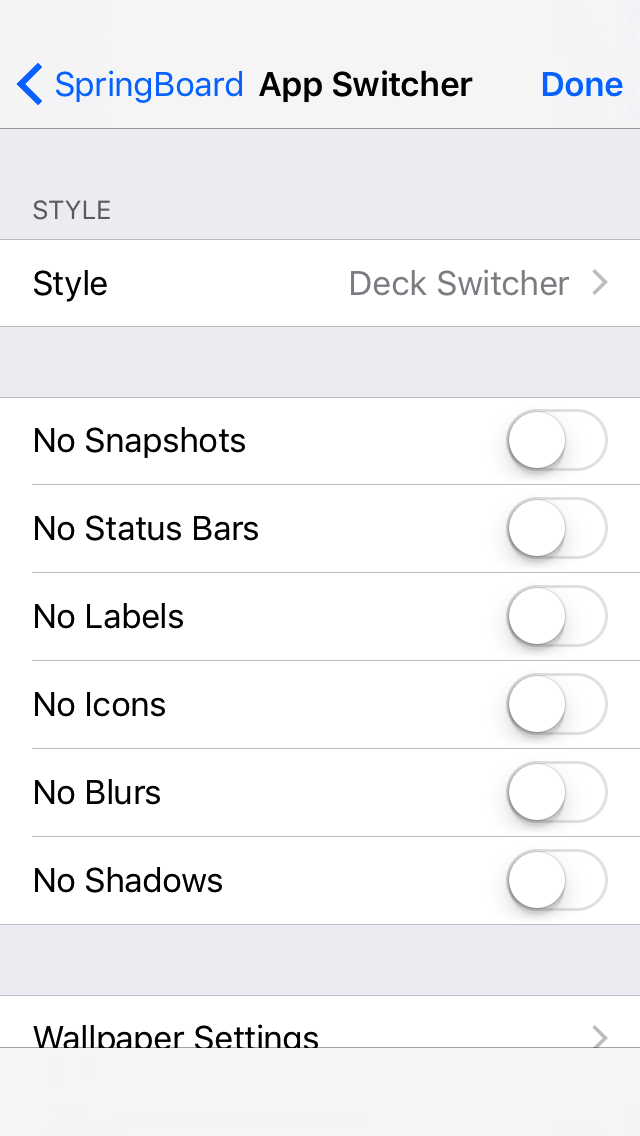 SpringBoard App Switcher Done
STYLE
Style Deck Switcher
No Snapshots
No Status Bars
No Labels
No Icons
No Blurs
No Shadows
Wallpaper Settings